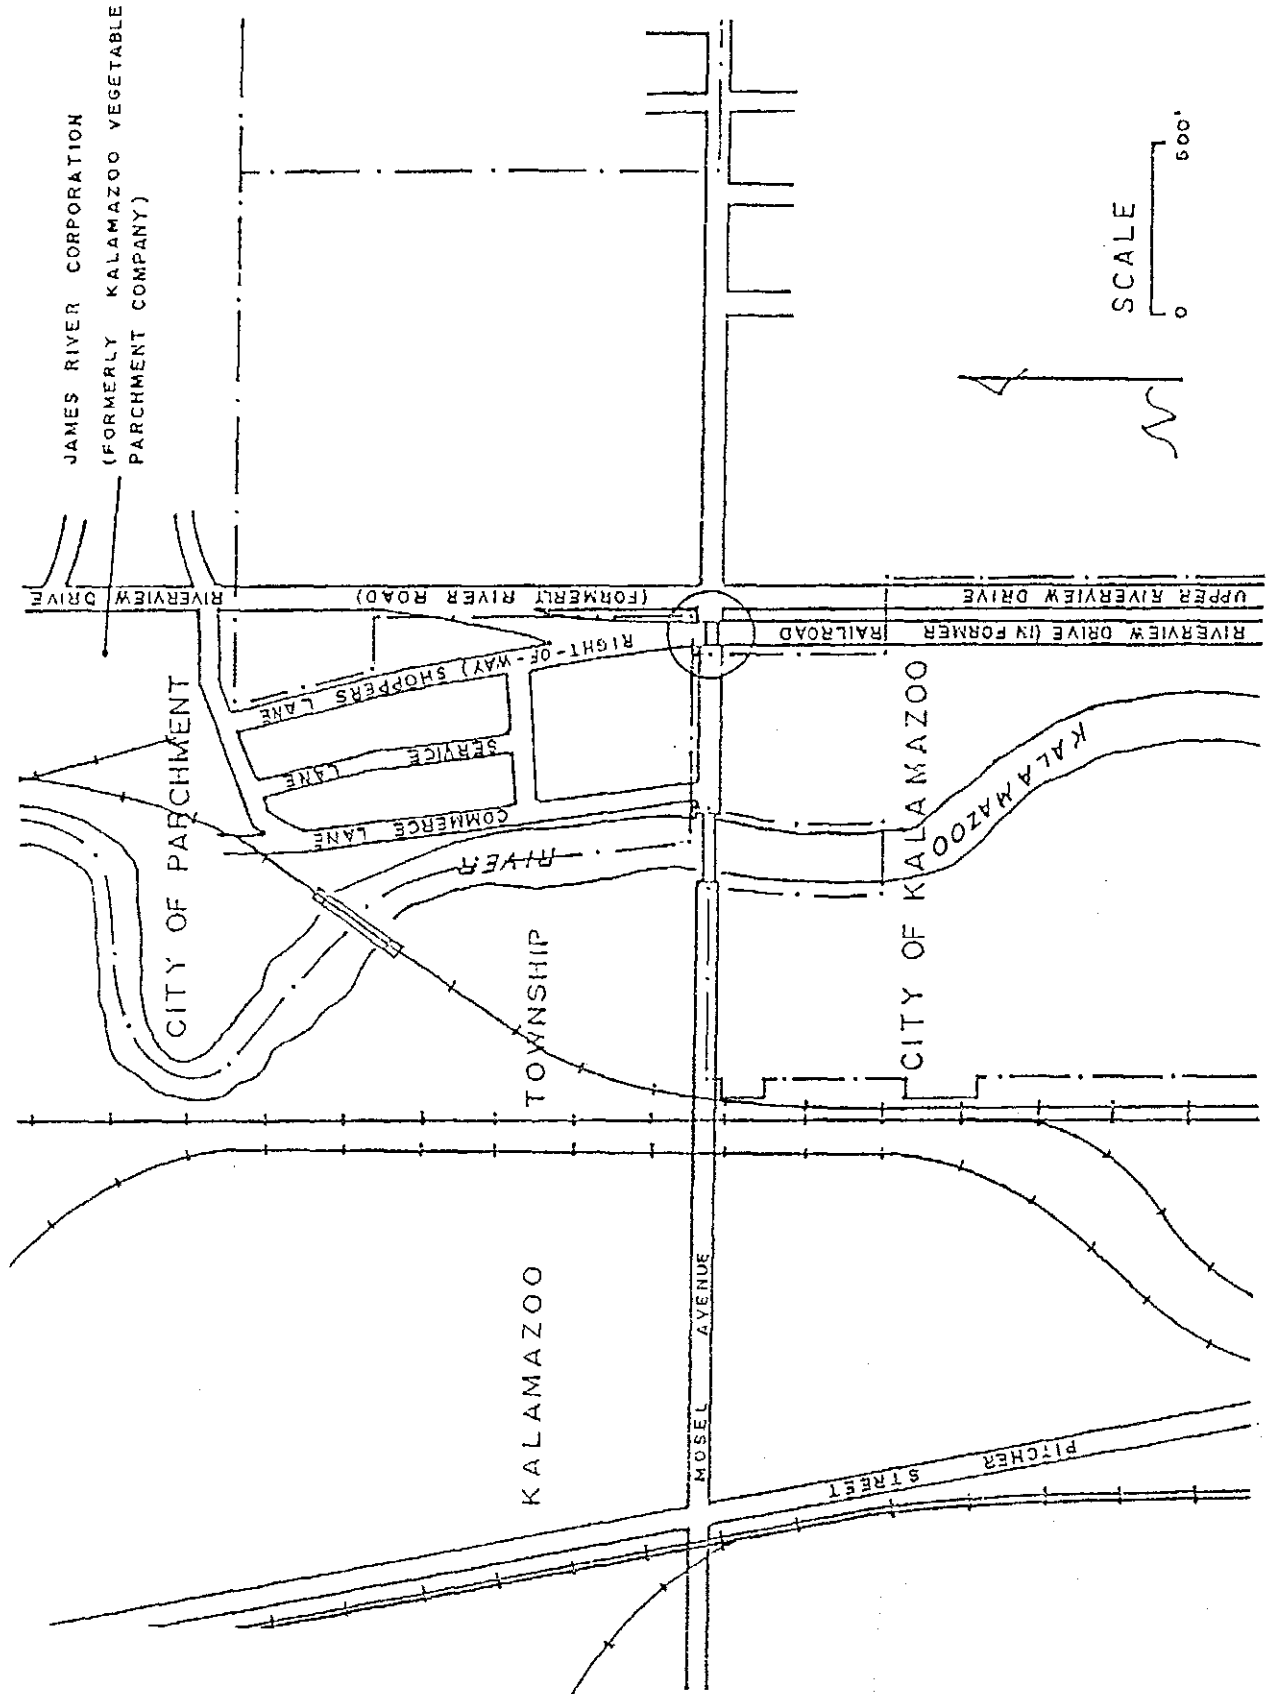 JAMES RIVER CORPORATION
(FORMERLY KALAMAZOO VEGETABLE
PARCHMENT COMPANY)
CITY OF PARCHMENT
RIVERVIEW DRIVE
(FORMERLY RIVER ROAD)
UPPER RIVERVIEW DRIVE
RIVERVIEW DRIVE (IN FORMER RAILROAD
RIGHT-OF-WAY) SHOPPERS LANE
SERVICE LANE
COMMERCE LANE
KALAMAZOO
RIVER
KALAMAZOO TOWNSHIP
CITY OF KALAMAZOO
MOSEL AVENUE
PITCHER STREET
N
SCALE
0 500'